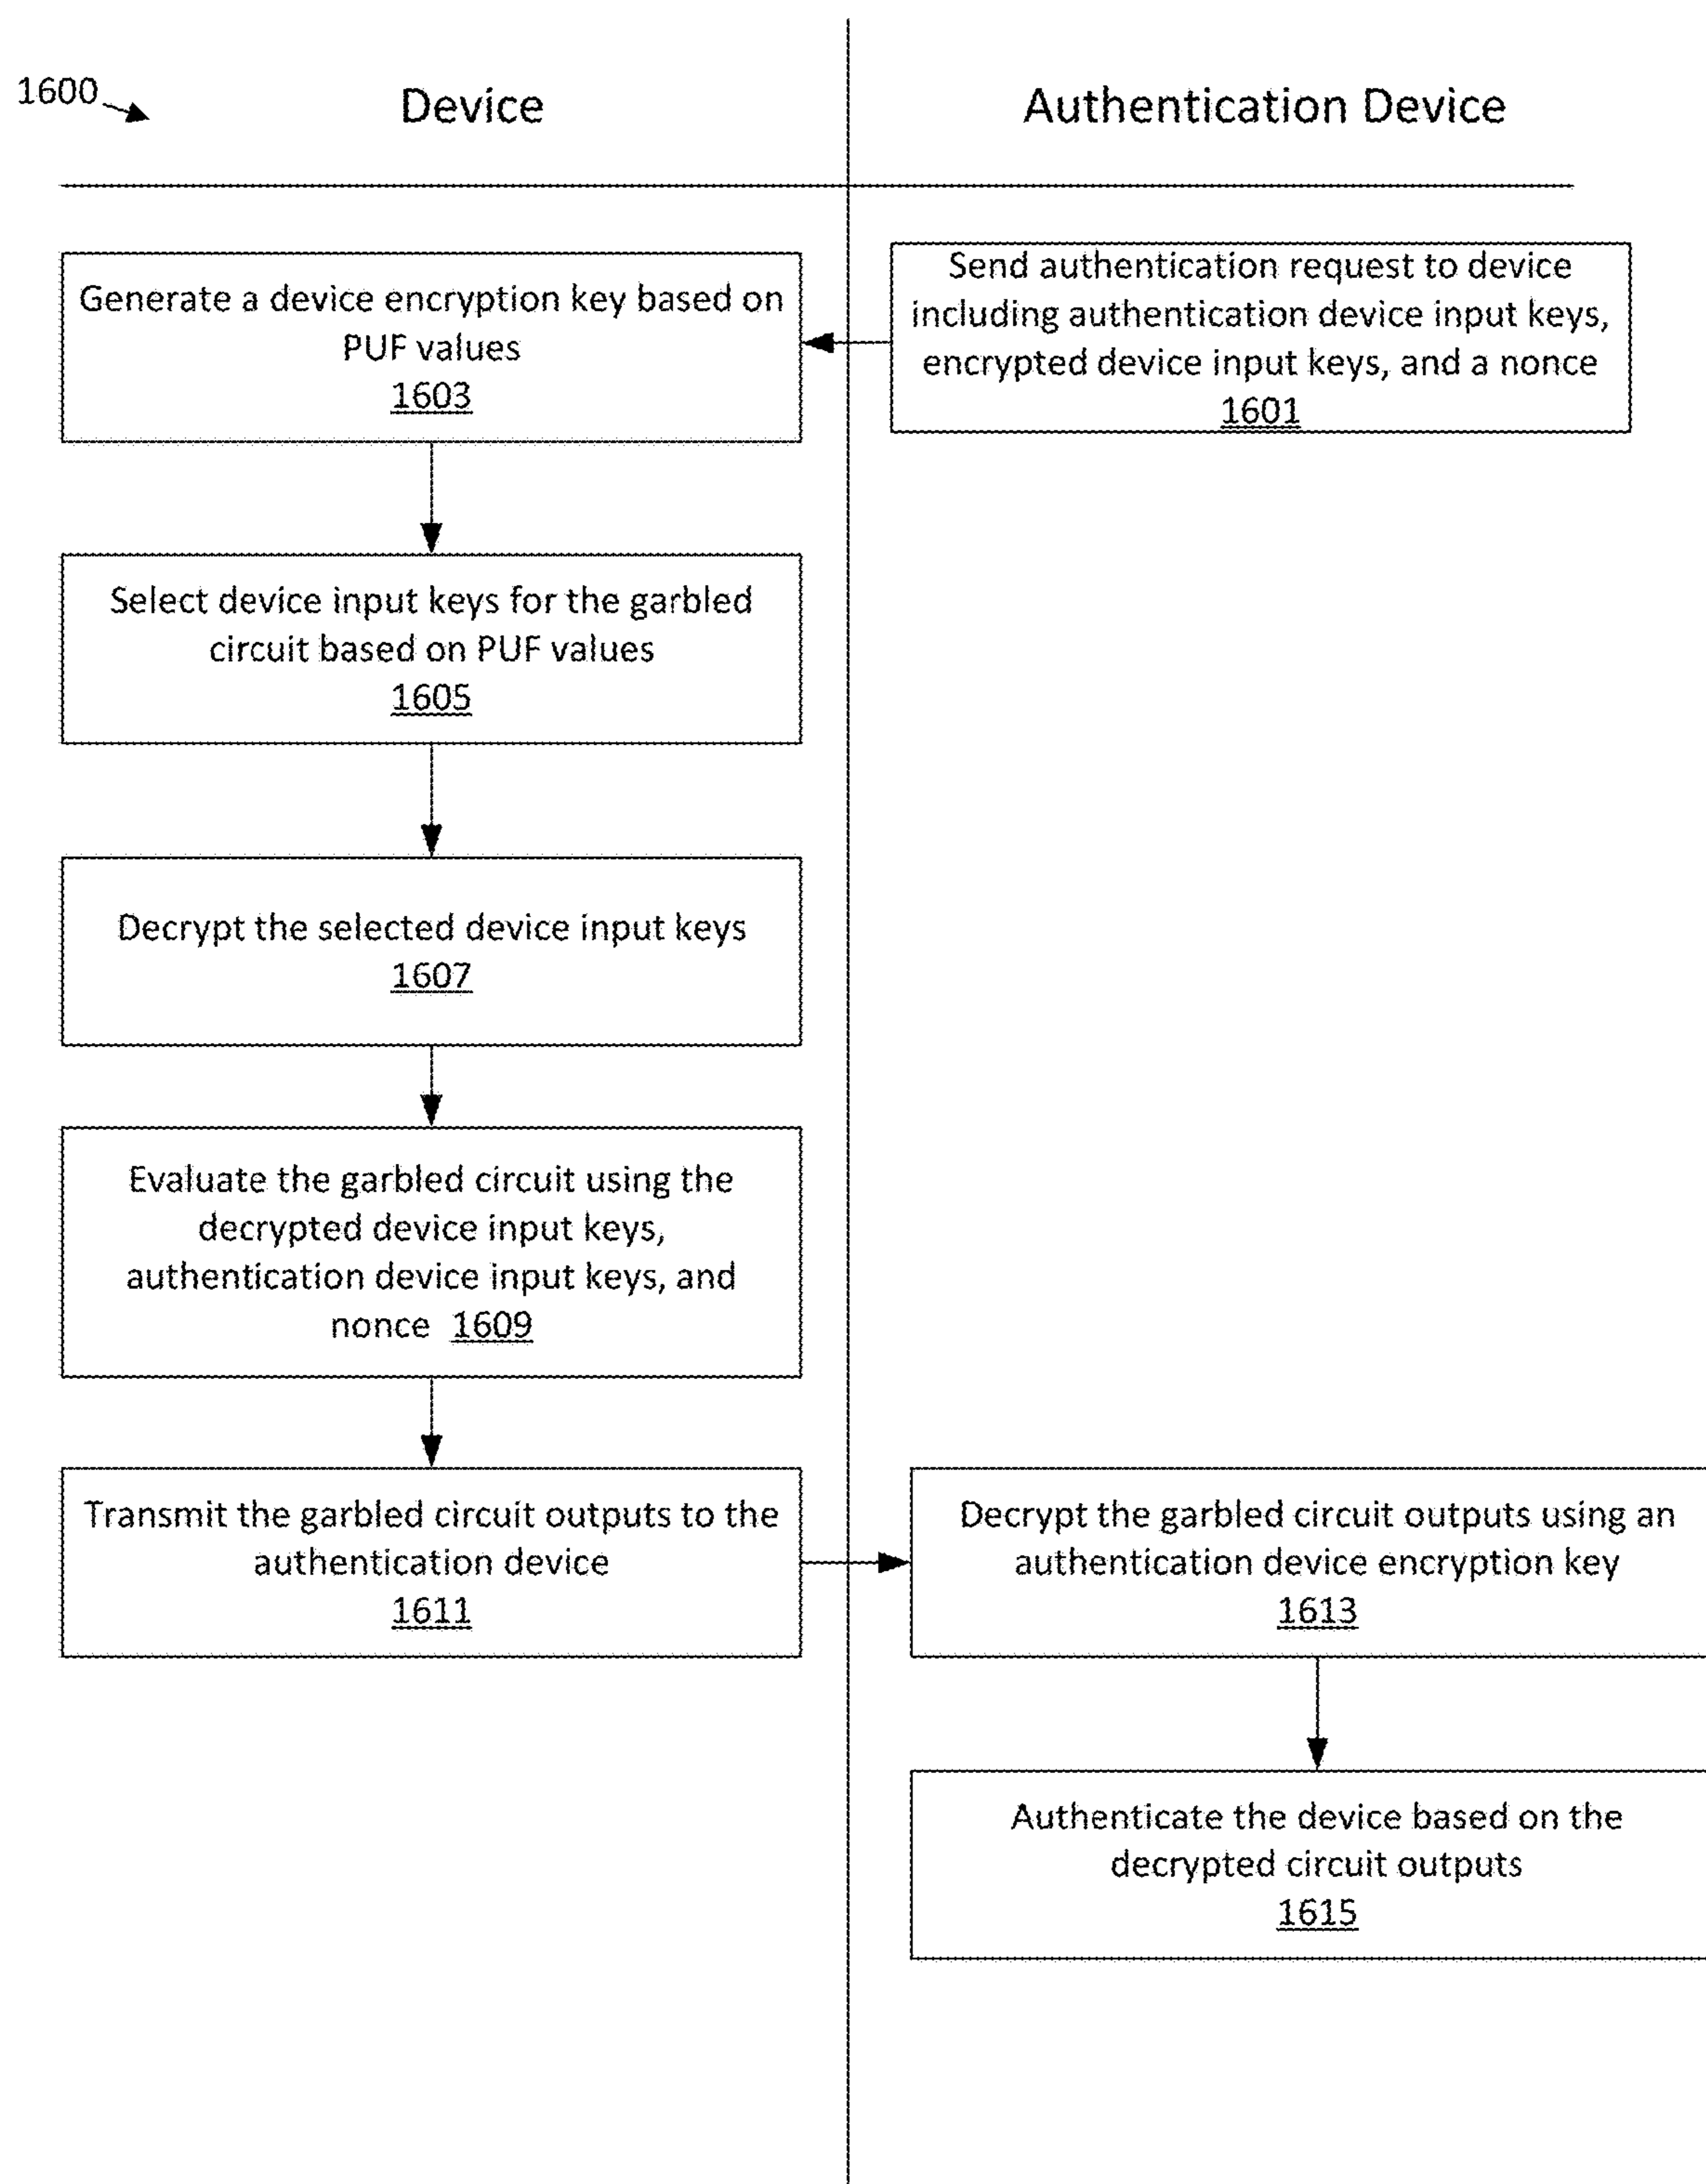 1600
Device
Authentication Device
Generate a device encryption key based on
PUF values
1603
Send authentication request to device
including authentication device input keys,
encrypted device input keys, and a nonce
1601
Select device input keys for the garbled
circuit based on PUF values
1605
Decrypt the selected device input keys
1607
Evaluate the garbled circuit using the
decrypted device input keys,
authentication device input keys, and
nonce 1609
Transmit the garbled circuit outputs to the
authentication device
1611
Decrypt the garbled circuit outputs using an
authentication device encryption key
1613
Authenticate the device based on the
decrypted circuit outputs
1615